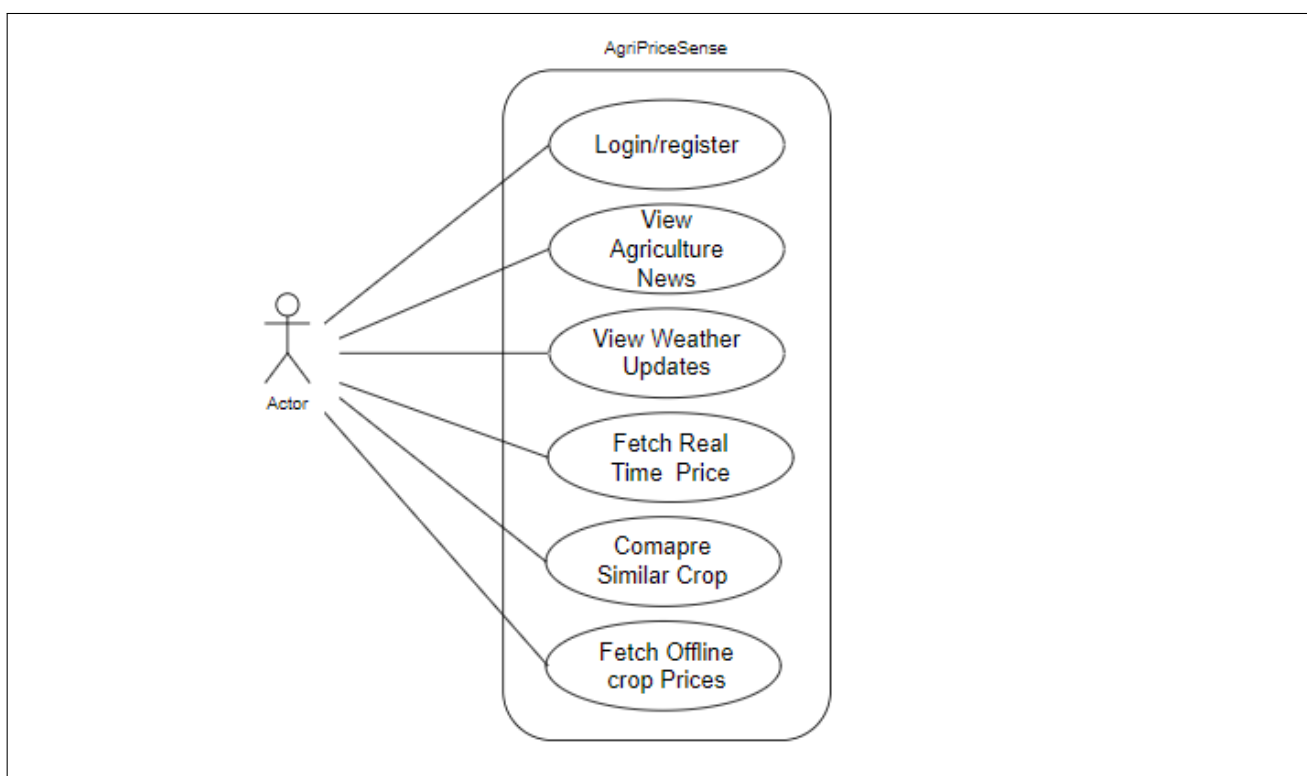 AgriPriceSense
Login/register
View
Agriculture
News
View Weather
Updates
Actor
Fetch Real
Time Price
Comapre
Similar Crop
Fetch Offline
crop Prices